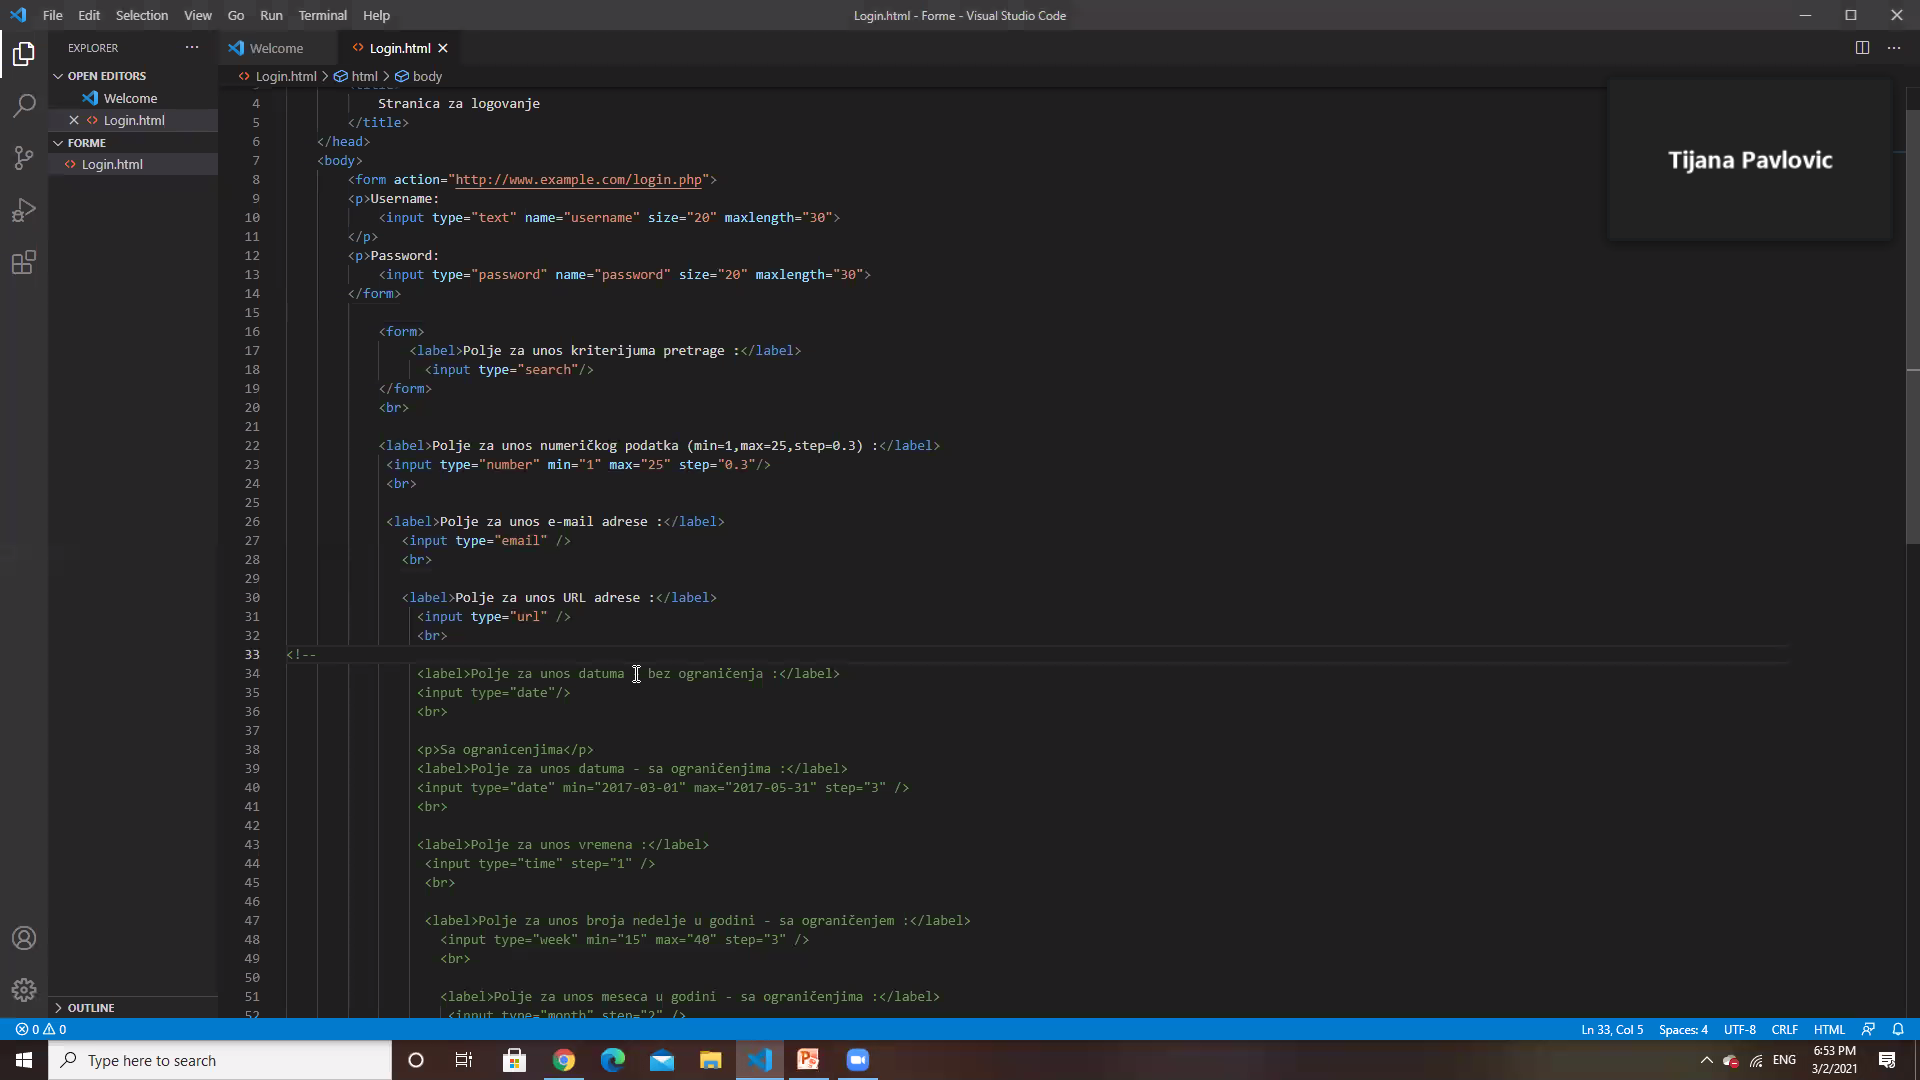 File Edit Selection View Go Run Terminal Help
Login.html - Forme - Visual Studio Code
EXPLORER ···
Welcome
Login.html
OPEN EDITORS
Welcome
Login.html
FORME
Login.html
Login.html > html > body
Tijana Pavlovic
4 Stranica za logovanje
5 </title>
6 </head>
7 <body>
8 <form action="http://www.example.com/login.php">
9 <p>Username:
10 <input type="text" name="username" size="20" maxlength="30">
11 </p>
12 <p>Password:
13 <input type="password" name="password" size="20" maxlength="30">
14 </form>
15
16 <form>
17 <label>Polje za unos kriterijuma pretrage :</label>
18 <input type="search"/>
19 </form>
20 <br>
21
22 <label>Polje za unos numeričkog podatka (min=1,max=25,step=0.3) :</label>
23 <input type="number" min="1" max="25" step="0.3"/>
24 <br>
25
26 <label>Polje za unos e-mail adrese :</label>
27 <input type="email" />
28 <br>
29
30 <label>Polje za unos URL adrese :</label>
31 <input type="url" />
32 <br>
33 <!--
34 <label>Polje za unos datuma bez ograničenja :</label>
35 <input type="date"/>
36 <br>
37
38 <p>Sa ogranicenjima</p>
39 <label>Polje za unos datuma - sa ograničenjima :</label>
40 <input type="date" min="2017-03-01" max="2017-05-31" step="3" />
41 <br>
42
43 <label>Polje za unos vremena :</label>
44 <input type="time" step="1" />
45 <br>
46
47 <label>Polje za unos broja nedelje u godini - sa ograničenjem :</label>
48 <input type="week" min="15" max="40" step="3" />
49 <br>
50
51 <label>Polje za unos meseca u godini - sa ograničenjima :</label>
52 <input type="month" step="2" />
OUTLINE
0 0
Ln 33, Col 5 Spaces: 4 UTF-8 CRLF HTML
Type here to search
ENG
6:53 PM
3/2/2021